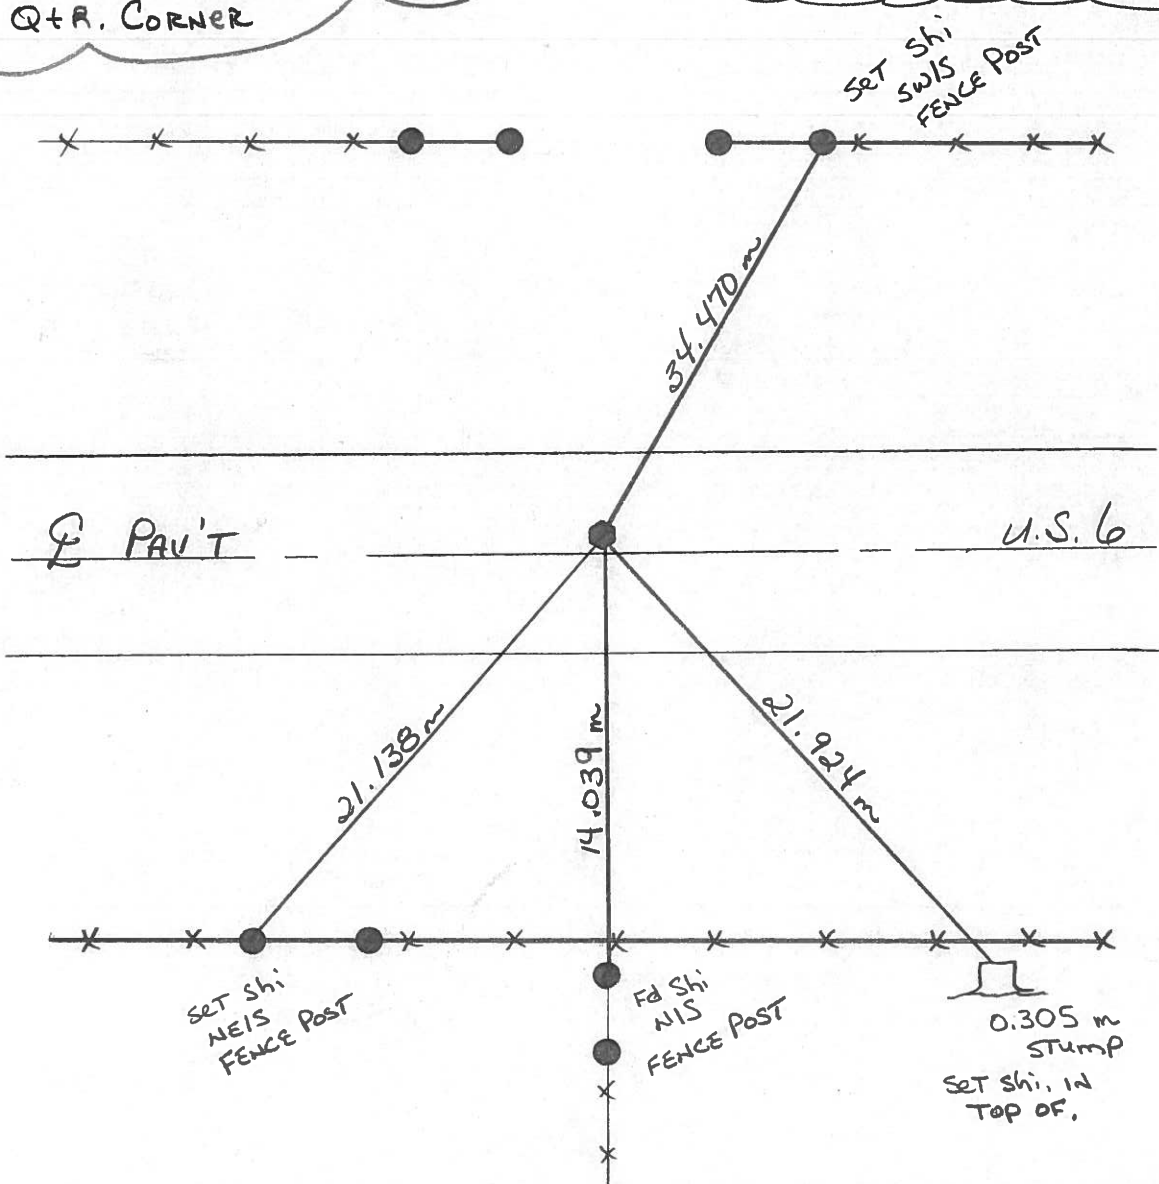 Qtr. Corner
Set Shi
SW/S
Fence Post
34.470 m
℄ Pav't
U.S. 6
21.138 m
14.039 m
21.924 m
Set Shi
NE/S
Fence Post
Fd Shi
N/S
Fence Post
0.305 m
Stump
Set Shi. in
Top of.